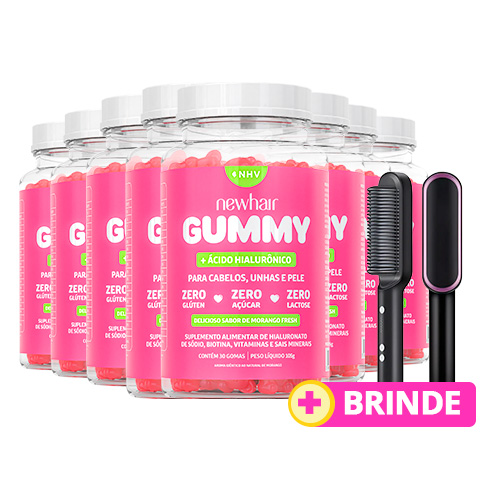 NHV
newhair
GUMMY
+ ÁCIDO HIALURÔNICO
PARA CABELOS, UNHAS E PELE
ZERO GLÚTEN
ZERO AÇÚCAR
ZERO LACTOSE
DELICIOSO SABOR DE MORANGO FRESH
SUPLEMENTO ALIMENTAR DE HIALURONATO
DE SÓDIO, BIOTINA, VITAMINAS E SAIS MINERAIS
CONTÉM 30 GOMAS | PESO LÍQUIDO
+ BRINDE